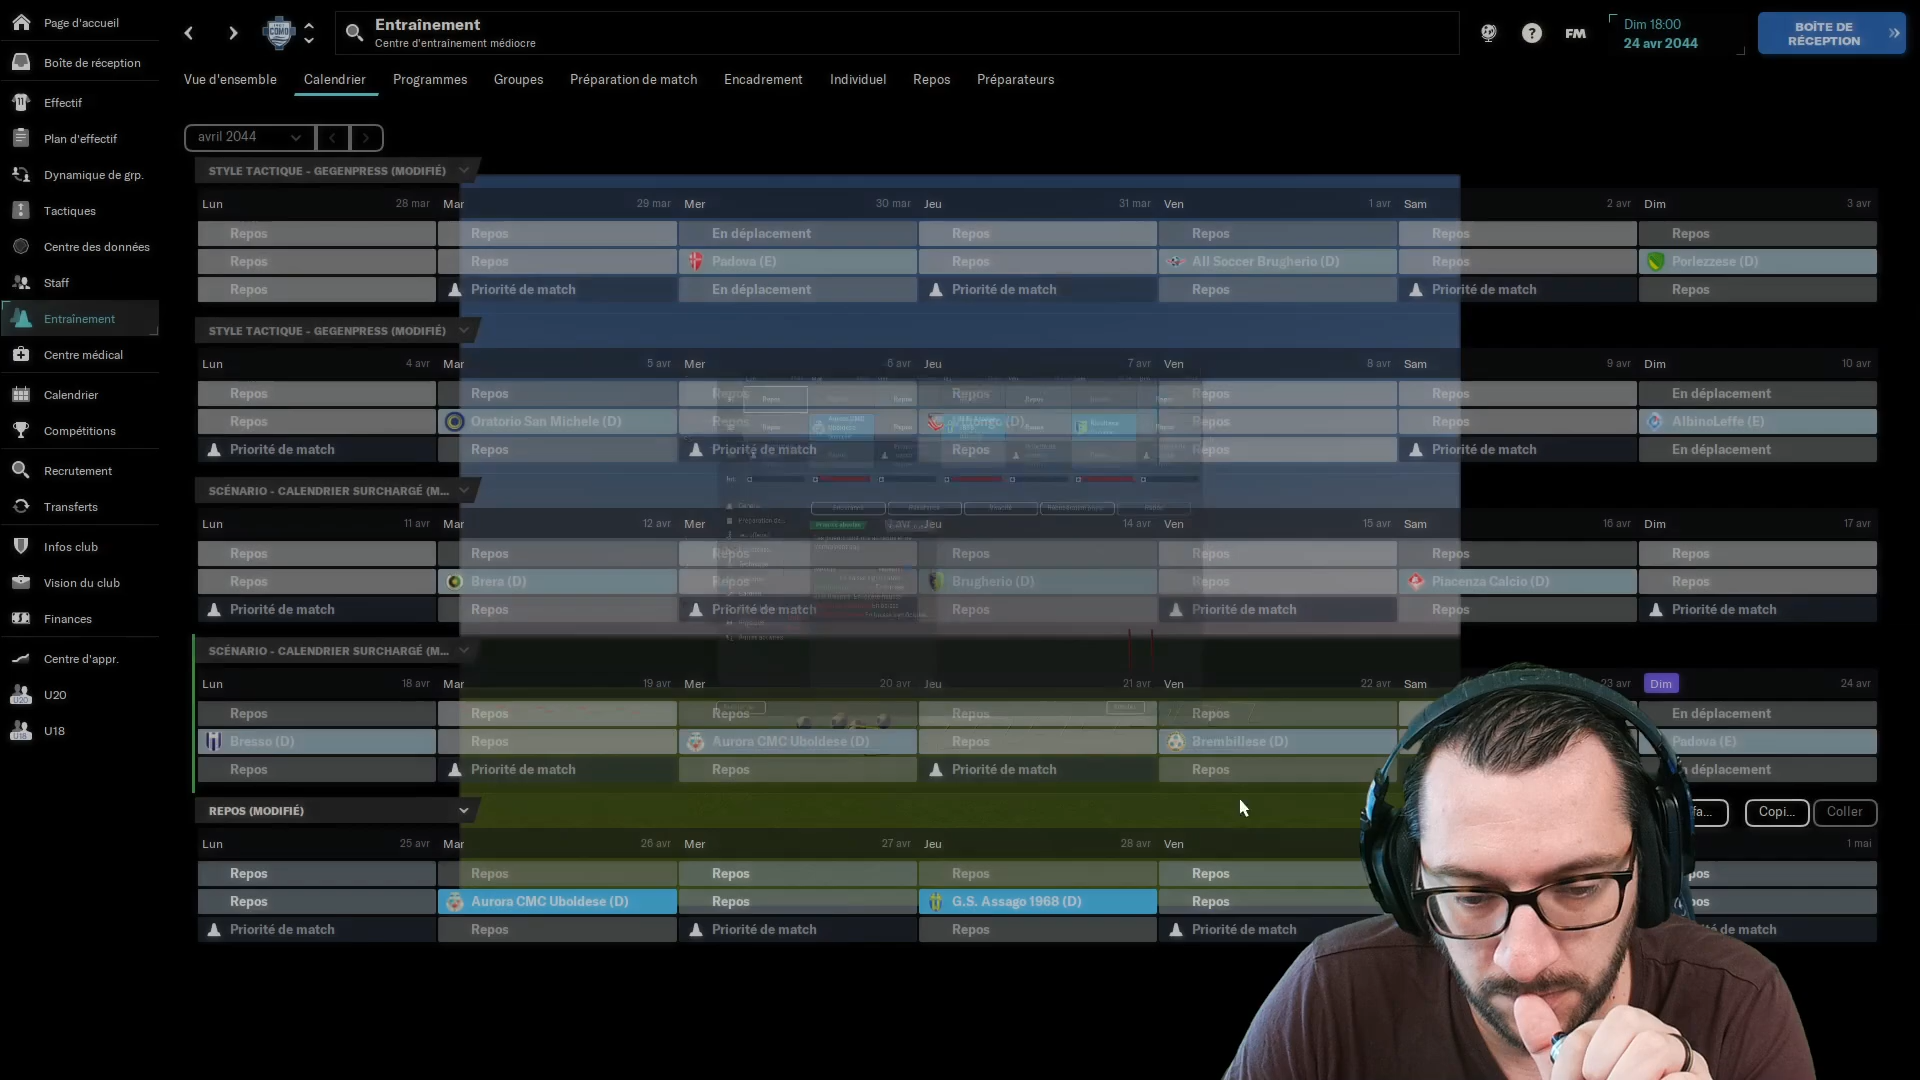 Page d'accueil
Boîte de réception
Effectif
Plan d'effectif
Dynamique de grp.
Tactiques
Centre des données
Staff
Entraînement
Centre médical
Calendrier
Compétitions
Recrutement
Transferts
Infos club
Vision du club
Finances
Centre d'appr.
U20
U18
Entraînement
Centre d'entraînement médiocre
FM
Dim 18:00
24 avr 2044
BOÎTE DE RÉCEPTION
Vue d'ensemble Calendrier Programmes Groupes Préparation de match Encadrement Individuel Repos Préparateurs
avril 2044
STYLE TACTIQUE - GEGENPRESS (MODIFIÉ)
Lun 28 mar Mar 29 mar Mer 30 mar Jeu 31 mar Ven 1 avr Sam 2 avr Dim 3 avr
Repos Repos En déplacement Repos Repos Repos Repos
Repos Repos Padova (E) Repos All Soccer Brugherio (D) Repos Porlezzese (D)
Repos Priorité de match En déplacement Priorité de match Repos Priorité de match Repos
STYLE TACTIQUE - GEGENPRESS (MODIFIÉ)
Lun 4 avr Mar 5 avr Mer 6 avr Jeu 7 avr Ven 8 avr Sam 9 avr Dim 10 avr
Repos Repos Repos Repos Repos Repos En déplacement
Repos Oratorio San Michele (D) Repos Repos Repos AlbinoLeffe (E)
Priorité de match Repos Priorité de match Repos Repos Priorité de match En déplacement
SCÉNARIO - CALENDRIER SURCHARGÉ (M...
Lun 11 avr Mar 12 avr Mer Jeu 14 avr Ven 15 avr Sam 16 avr Dim 17 avr
Repos Repos Repos Repos Repos Repos Repos
Repos Brera (D) Repos Brugherio (D) Repos Piacenza Calcio (D) Repos
Priorité de match Repos Priorité de match Repos Priorité de match Repos Priorité de match
SCÉNARIO - CALENDRIER SURCHARGÉ (M...
Lun 18 avr Mar 19 avr Mer 20 avr Jeu 21 avr Ven 22 avr Sam 23 avr Dim 24 avr
Repos Repos Repos Repos Repos En déplacement
Bresso (D) Repos Aurora CMC Uboldese (D) Repos Brembillese (D) Padova (E)
Repos Priorité de match Repos Priorité de match Repos déplacement
REPOS (MODIFIÉ)
Copi... Coller
Lun 25 avr Mar 26 avr Mer 27 avr Jeu 28 avr Ven 1 mai
Repos Repos Repos Repos Repos
Repos Aurora CMC Uboldese (D) Repos G.S. Assago 1968 (D) Repos
Priorité de match Repos Priorité de match Repos Priorité de match de match